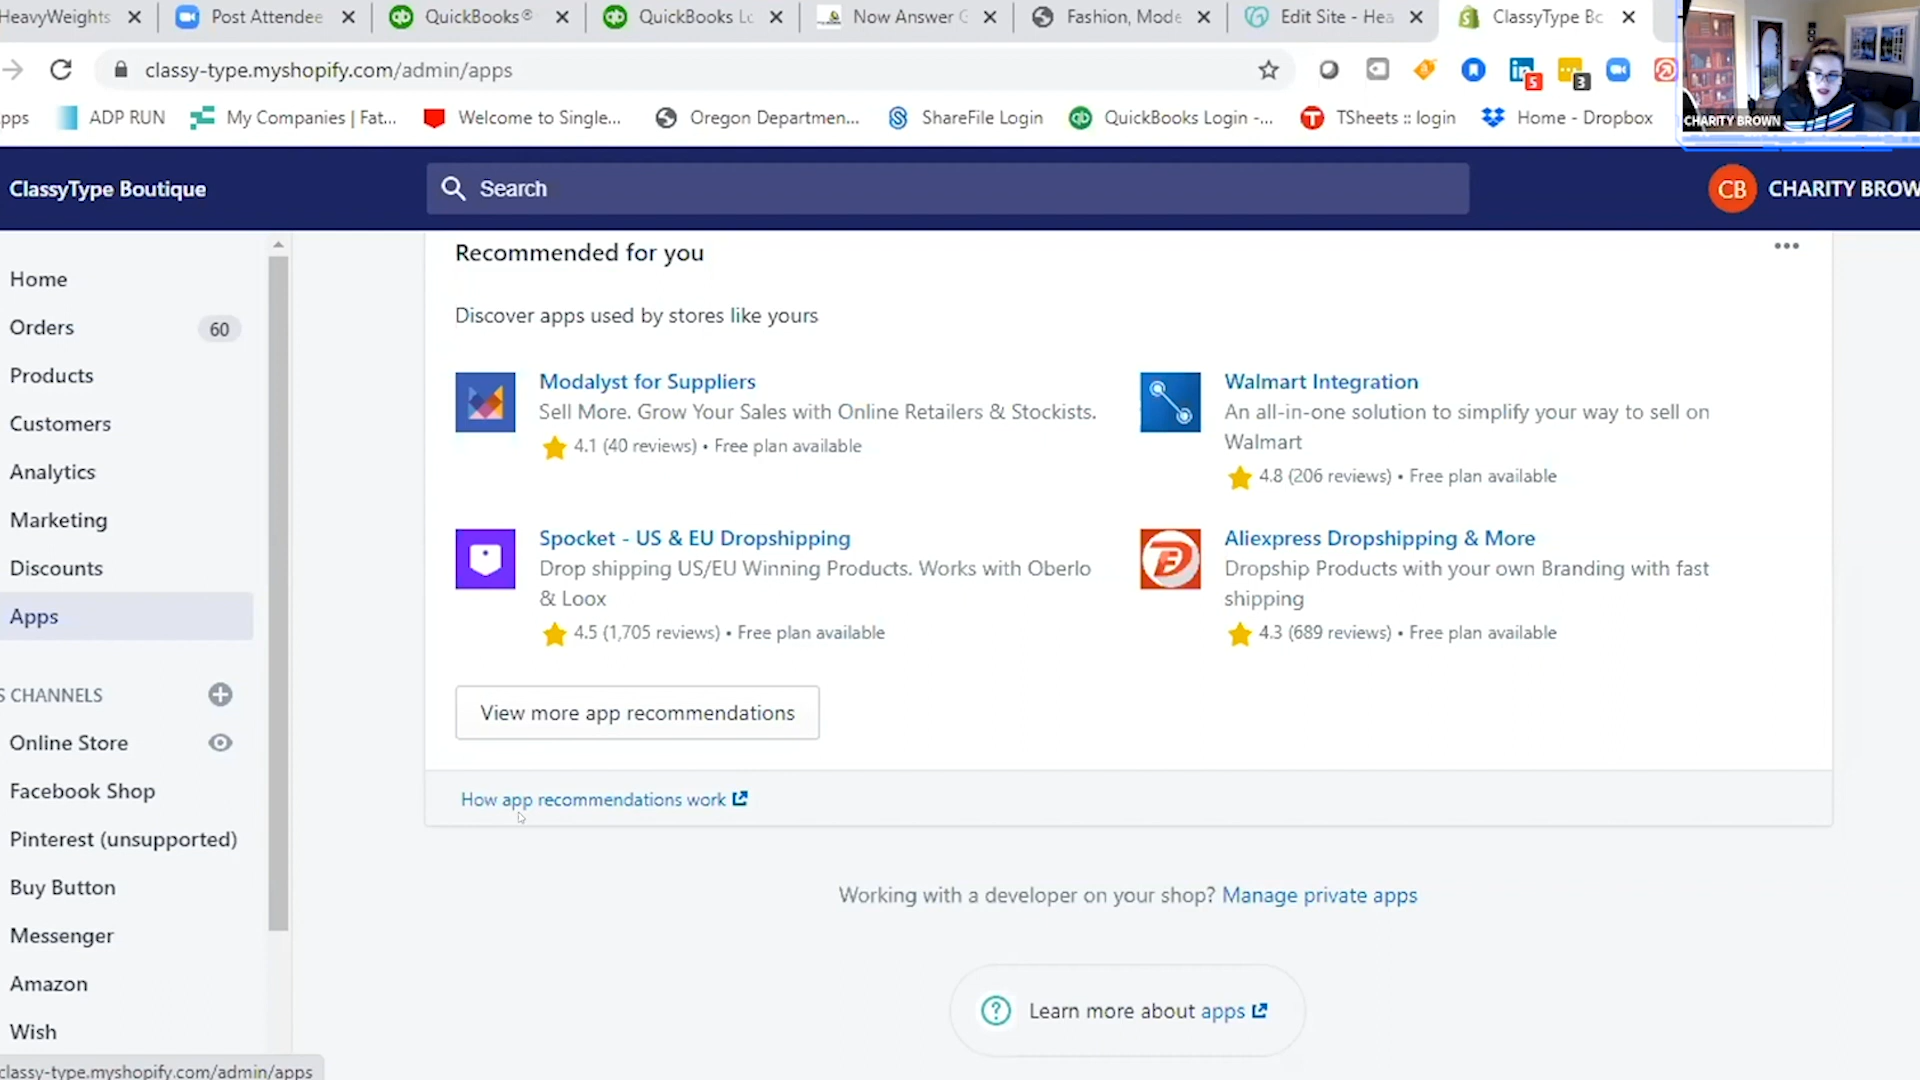 HeavyWeights
Post Attendee
QuickBooks®
QuickBooks Lo
Now Answer
Fashion, Mode
Edit Site - Hea
ClassyType Bo
classy-type.myshopify.com/admin/apps
5
3
ADP RUN
My Companies | Fat...
Welcome to Single...
Oregon Departmen...
ShareFile Login
QuickBooks Login -...
TSheets :: login
Home - Dropbox
CHARITY BROWN
ClassyType Boutique
Search
CB
CHARITY BROW
Home
Orders
60
Products
Customers
Analytics
Marketing
Discounts
Apps
S CHANNELS
Online Store
Facebook Shop
Pinterest (unsupported)
Buy Button
Messenger
Amazon
Wish
classy-type.myshopify.com/admin/apps
Recommended for you
Discover apps used by stores like yours
Modalyst for Suppliers
Sell More. Grow Your Sales with Online Retailers & Stockists.
4.1 (40 reviews) • Free plan available
Walmart Integration
An all-in-one solution to simplify your way to sell on
Walmart
4.8 (206 reviews) • Free plan available
Spocket - US & EU Dropshipping
Drop shipping US/EU Winning Products. Works with Oberlo
& Loox
4.5 (1,705 reviews) • Free plan available
Aliexpress Dropshipping & More
Dropship Products with your own Branding with fast
shipping
4.3 (689 reviews) • Free plan available
View more app recommendations
How app recommendations work
Working with a developer on your shop? Manage private apps
Learn more about apps